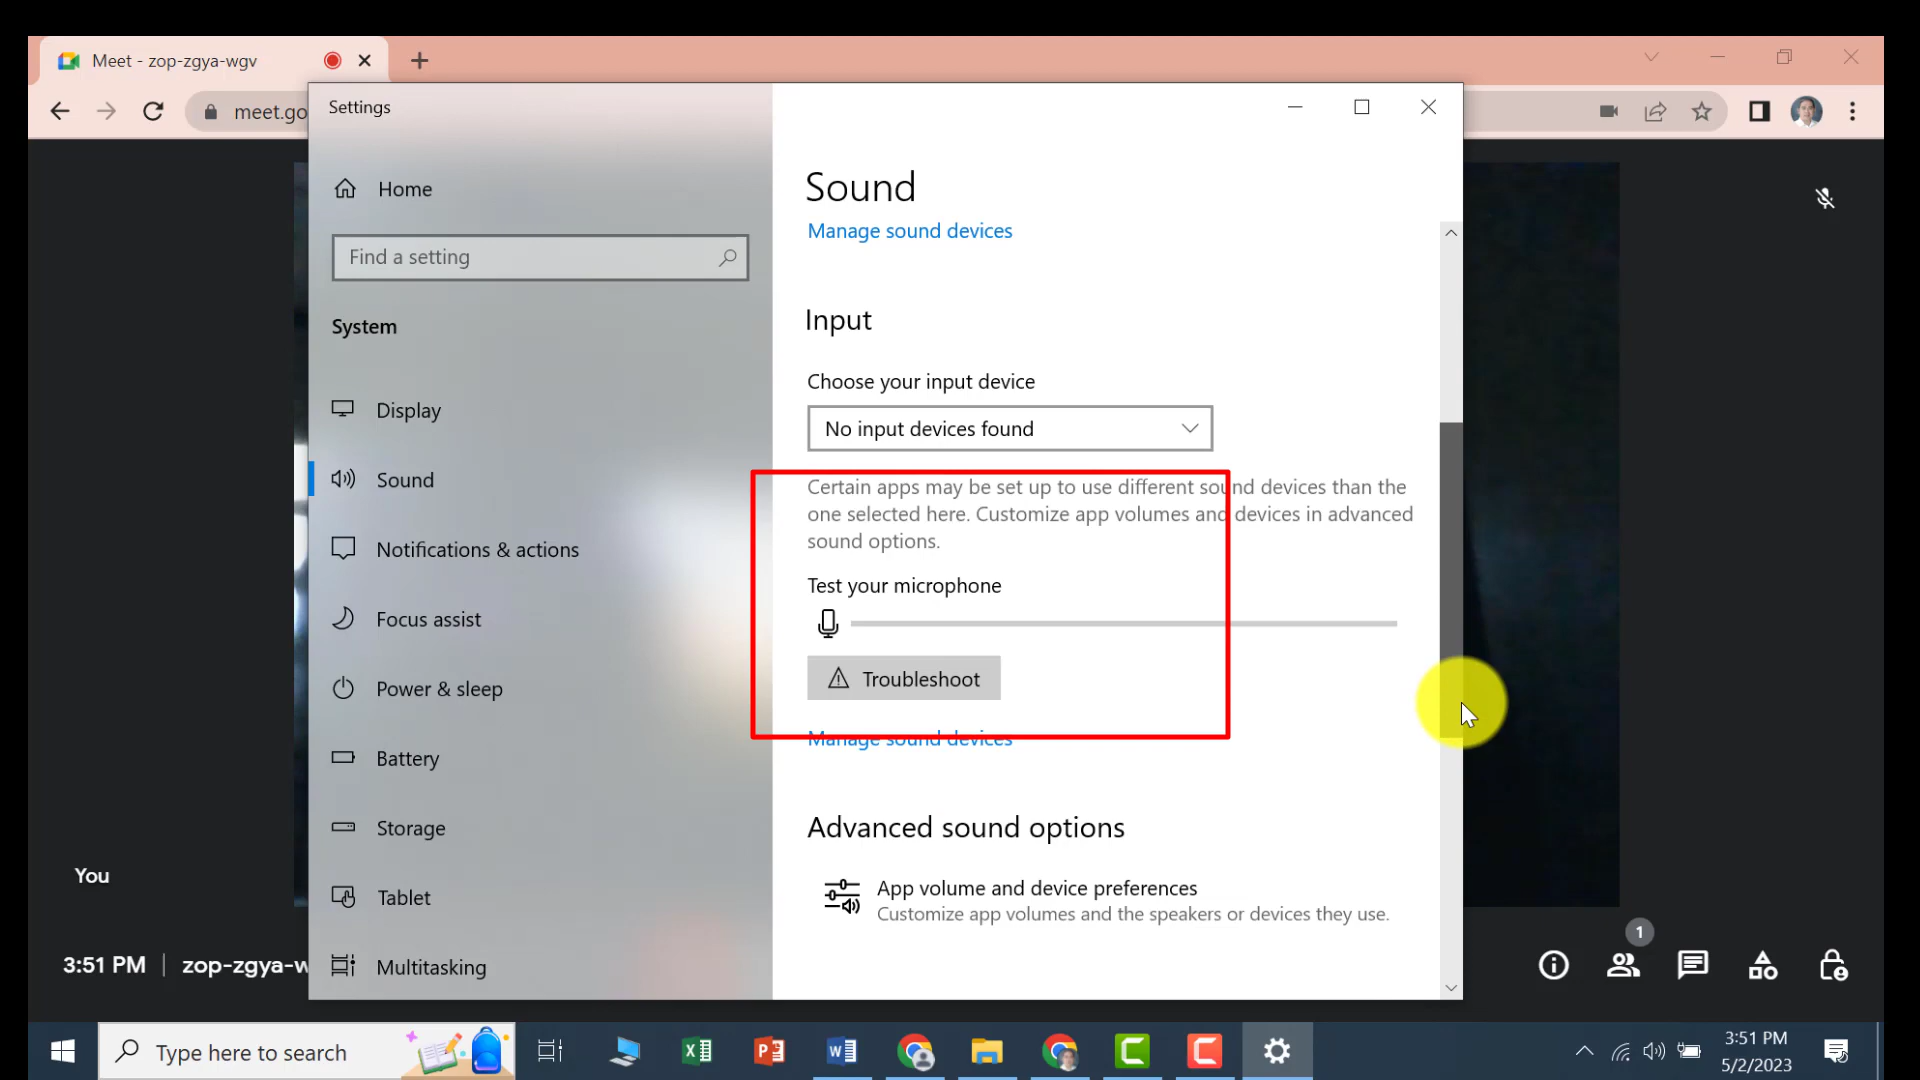 Meet - zop-zgya-wgv
meet.go
Settings
Home
Find a setting
System
Display
Sound
Notifications & actions
Focus assist
Power & sleep
Battery
Storage
Tablet
Multitasking
Sound
Manage sound devices
Input
Choose your input device
No input devices found
Certain apps may be set up to use different sound devices than the
one selected here. Customize app volumes and devices in advanced
sound options.
Test your microphone
Troubleshoot
Manage sound devices
Advanced sound options
App volume and device preferences
Customize app volumes and the speakers or devices they use.
You
3:51 PM | zop-zgya-w
1
Type here to search
3:51 PM
5/2/2023